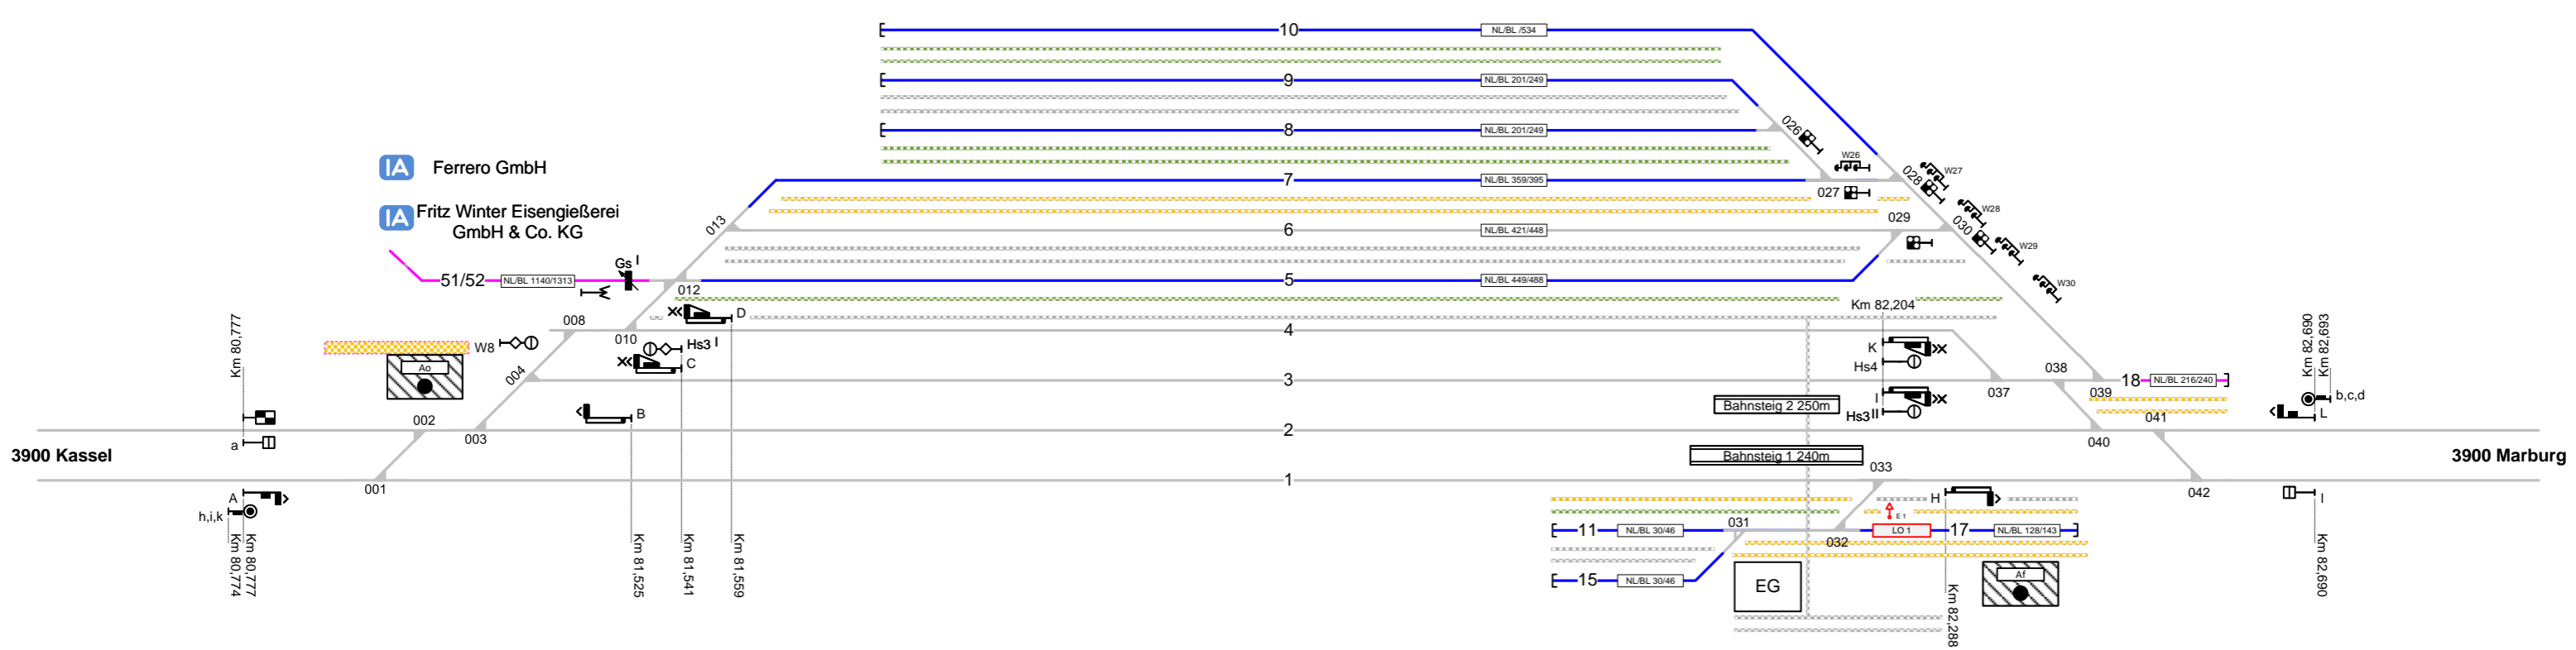 10
NL/BL /534
9
NL/BL 201/249
8
NL/BL 201/249
026
W26
W27
028
IA Ferrero GmbH
7
NL/BL 359/395
027
W28
IA Fritz Winter Eisengießerei
GmbH & Co. KG
013
6
NL/BL 421/448
029
030
W29
Gs I
51/52
NL/BL 1140/1313
012
5
NL/BL 449/488
W30
Km 80,777
008
010
D
4
Km 82,204
Km 82,690
Km 82,693
W8
Ao
004
Hs3 I
C
K
Hs4
3
037
038
18
NL/BL 216/240
039
b,c,d
002
003
B
Bahnsteig 2 250m
I
Hs3 II
041
L
a
2
040
3900 Kassel
Bahnsteig 1 240m
3900 Marburg
001
1
033
042
A
h,i,k
H
I
E 1
11
NL/BL 30/46
031
032
LO 1
17
NL/BL 128/143
Km 80,774
Km 80,777
Km 81,525
Km 81,541
Km 81,559
15
NL/BL 30/46
EG
Af
Km 82,288
Km 82,690